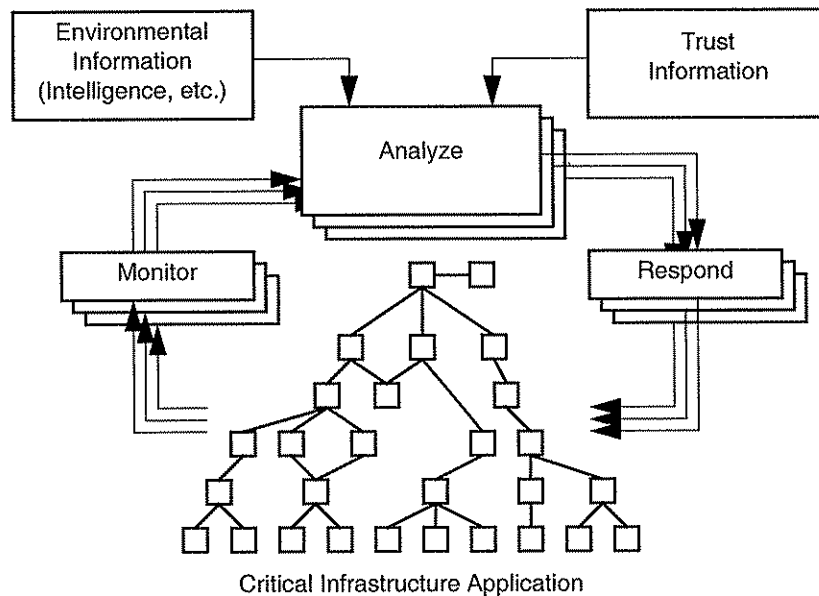 Environmental
Information
(Intelligence, etc.)
Trust
Information
Analyze
Monitor
Respond
Critical Infrastructure Application